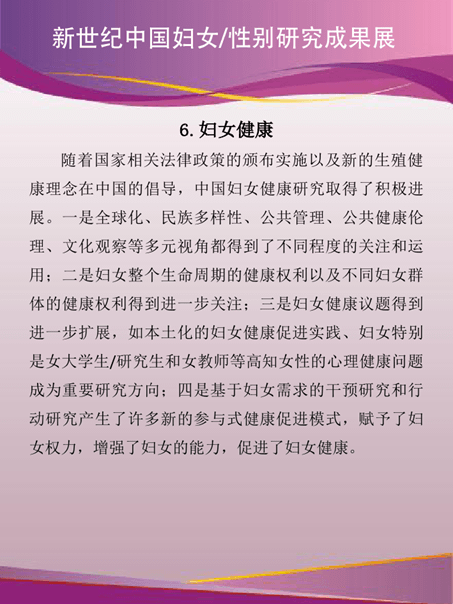 新世纪中国妇女/性别研究成果展
6. 妇女健康
随着国家相关法律政策的颁布实施以及新的生殖健
康理念在中国的倡导，中国妇女健康研究取得了积极进
展。一是全球化、民族多样性、公共管理、公共健康伦
理、文化观察等多元视角都得到了不同程度的关注和运
用；二是妇女整个生命周期的健康权利以及不同妇女群
体的健康权利得到进一步关注；三是妇女健康议题得到
进一步扩展，如本土化的妇女健康促进实践、妇女特别
是女大学生/研究生和女教师等高知女性的心理健康问题
成为重要研究方向；四是基于妇女需求的干预研究和行
动研究产生了许多新的参与式健康促进模式，赋予了妇
女权力，增强了妇女的能力，促进了妇女健康。